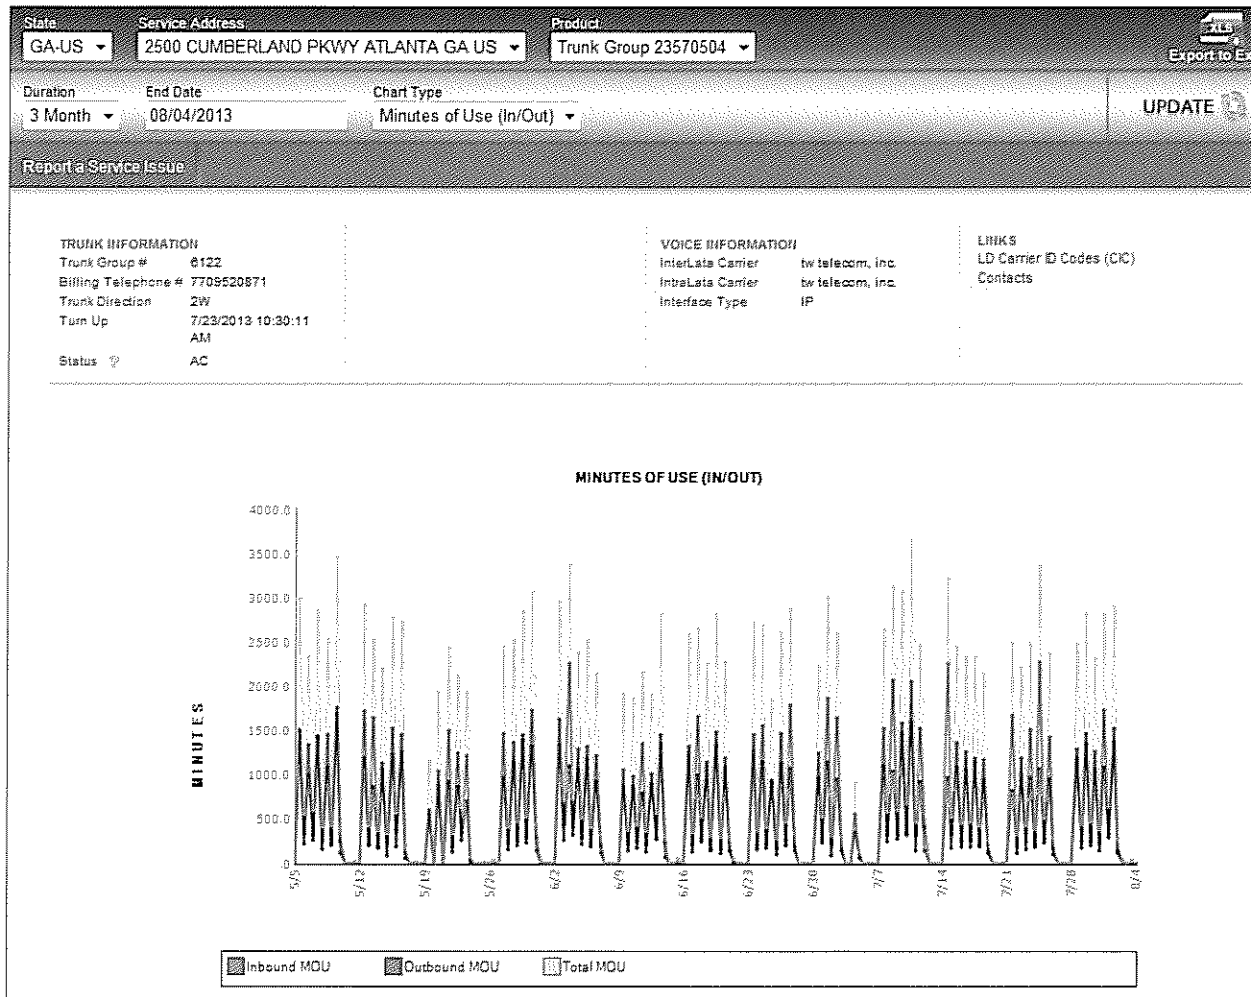 State Service Address Product
GA-US 2500 CUMBERLAND PKWY ATLANTA GA US Trunk Group 23570504
XLS
Export to Ex
Duration End Date Chart Type
3 Month 08/04/2013 Minutes of Use (In/Out)
UPDATE
Report a Service Issue
TRUNK INFORMATION
Trunk Group # 6122
Billing Telephone # 7709520871
Trunk Direction 2W
Turn Up 7/23/2013 10:30:11
AM
Status ? AC
VOICE INFORMATION
InterLata Carrier tw telecom, inc.
IntraLata Carrier tw telecom, inc.
Interface Type IP
LINKS
LD Carrier ID Codes (CIC)
Contacts
MINUTES OF USE (IN/OUT)
MINUTES
4000.0
3500.0
3000.0
2500.0
2000.0
1500.0
1000.0
500.0
.0
5/5 5/12 5/19 5/26 6/2 6/9 6/16 6/23 6/30 7/7 7/14 7/21 7/28 8/4
Inbound MOU Outbound MOU Total MOU